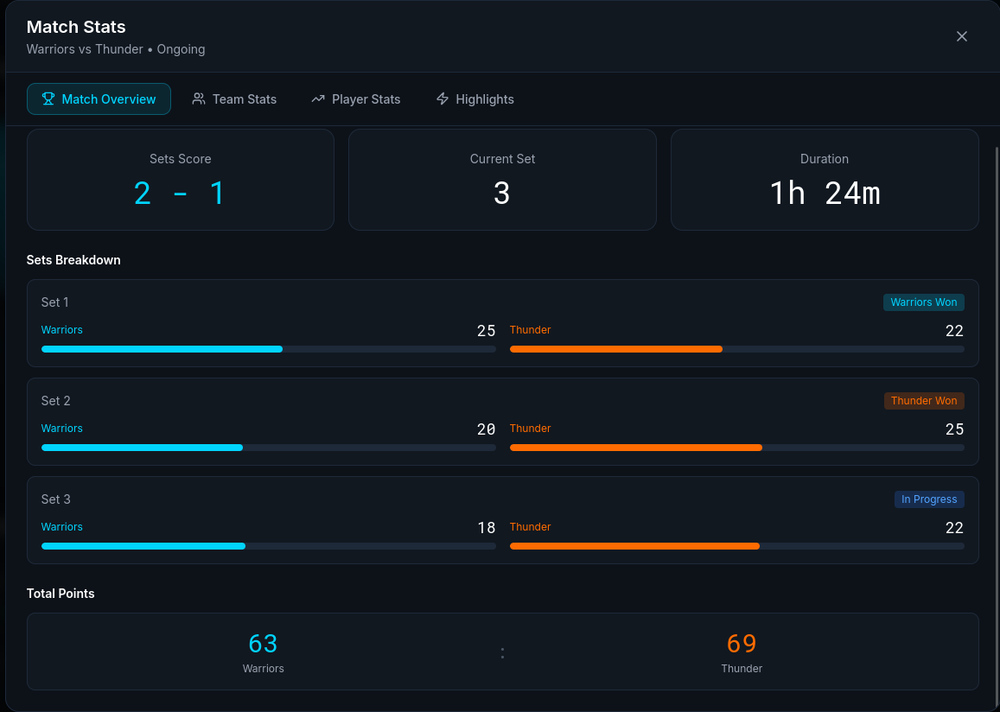 Match Stats
Warriors vs Thunder • Ongoing
Match Overview Team Stats Player Stats Highlights
Sets Score Current Set Duration
2 - 1 3 1h 24m
Sets Breakdown
Set 1 Warriors Won
Warriors 25 Thunder 22
Set 2 Thunder Won
Warriors 20 Thunder 25
Set 3 In Progress
Warriors 18 Thunder 22
Total Points
63 : 69
Warriors Thunder